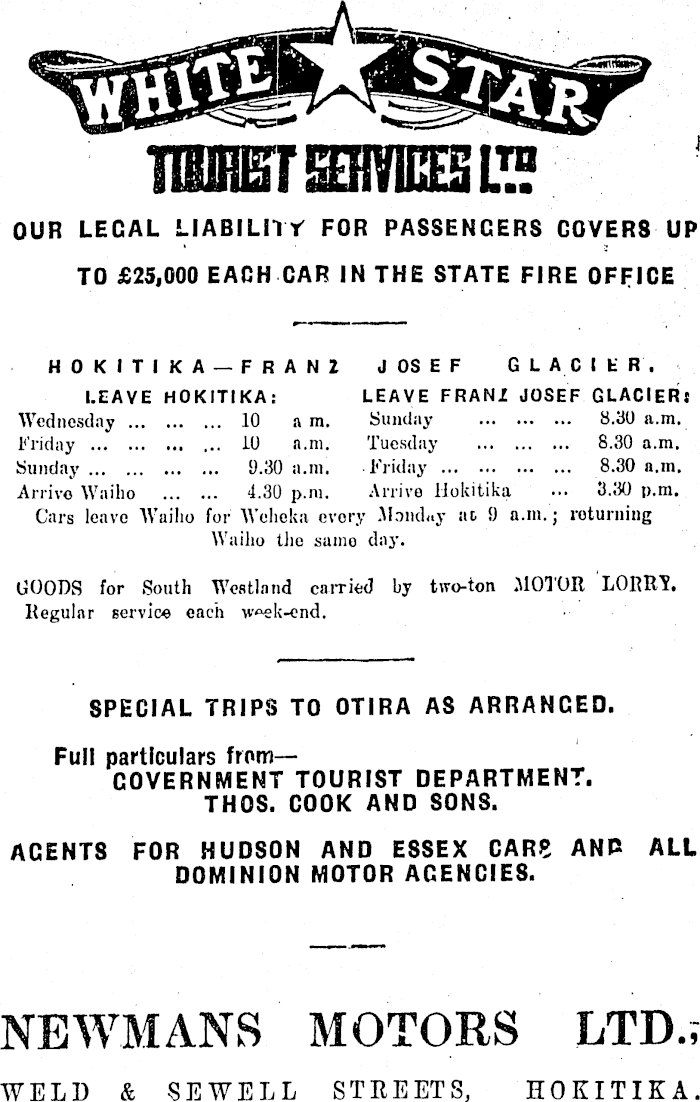 WHITE STAR
TOURIST SERVICES LTD
OUR LEGAL LIABILITY FOR PASSENGERS COVERS UP
TO £25,000 EACH CAR IN THE STATE FIRE OFFICE
HOKITIKA—FRANZ JOSEF GLACIER.
LEAVE HOKITIKA: LEAVE FRANZ JOSEF GLACIER:
Wednesday ... ... ... 10 a m. Sunday ... ... ... 8.30 a.m.
Friday ... ... ... ... 10 a.m. Tuesday ... ... ... 8.30 a.m.
Sunday ... ... ... ... 9.30 a.m. Friday ... ... ... ... 8.30 a.m.
Arrive Waiho ... ... 4.30 p.m. Arrive Hokitika ... 3.30 p.m.
Cars leave Waiho for Weheka every Monday at 9 a.m.; returning
Waiho the same day.
GOODS for South Westland carried by two-ton MOTOR LORRY.
Regular service each week-end.
SPECIAL TRIPS TO OTIRA AS ARRANGED.
Full particulars from—
GOVERNMENT TOURIST DEPARTMENT.
THOS. COOK AND SONS.
AGENTS FOR HUDSON AND ESSEX CARS AND ALL
DOMINION MOTOR AGENCIES.
NEWMANS MOTORS LTD.,
WELD & SEWELL STREETS, HOKITIKA.